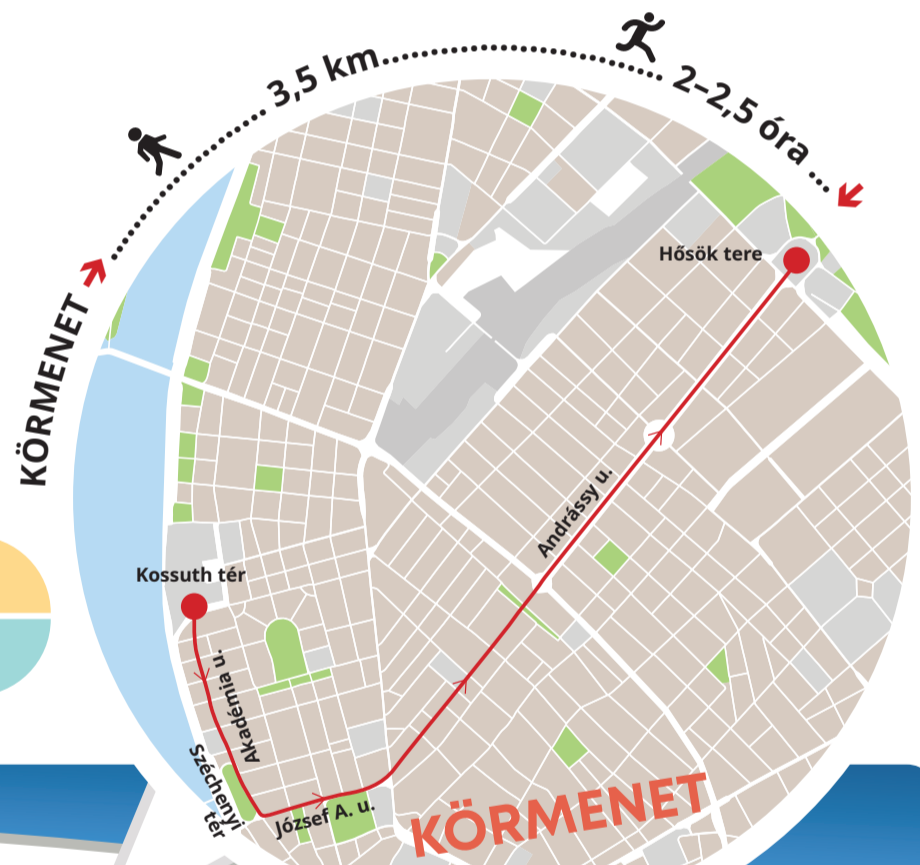 KÖRMENET
3,5 km
2–2,5 óra
Hősök tere
Andrássy u.
Kossuth tér
Akadémia u.
Széchenyi
tér
József A. u.
KÖRMENET